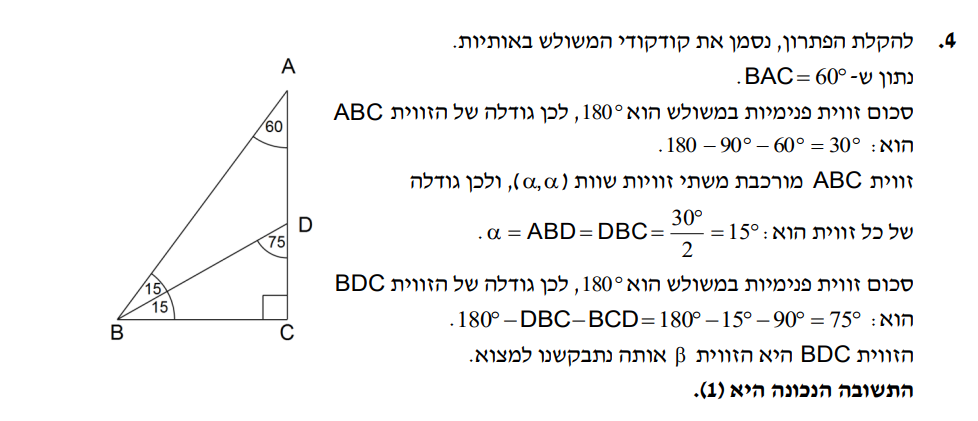 4. להקלת הפתרון, נסמן את קודקודי המשולש באותיות.
נתון ש- BAC = 60°.
סכום זווית פנימיות במשולש הוא 180°, לכן גודלה של הזווית ABC
הוא: 180 − 90° − 60° = 30°.
זווית ABC מורכבת משתי זוויות שוות (α,α), ולכן גודלה
של כל זווית הוא: α = ABD = DBC = \frac{30°}{2} = 15°.
סכום זווית פנימיות במשולש הוא 180°, לכן גודלה של הזווית BDC
הוא: 180° − DBC − BCD = 180° − 15° − 90° = 75°.
הזווית BDC היא הזווית β אותה נתבקשנו למצוא.
התשובה הנכונה היא (1).
A
60
D
75
15
15
B
C